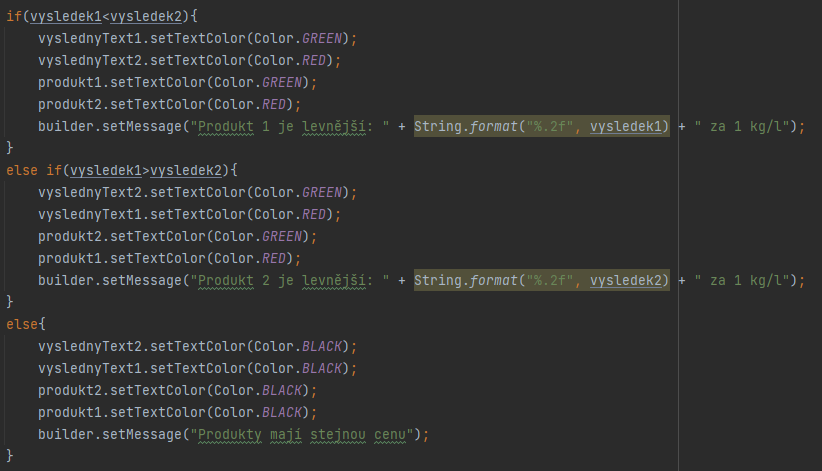 if(vysledek1<vysledek2){
vyslednyText1.setTextColor(Color.GREEN);
vyslednyText2.setTextColor(Color.RED);
produkt1.setTextColor(Color.GREEN);
produkt2.setTextColor(Color.RED);
builder.setMessage("Produkt 1 je levnější: " + String.format("%.2f", vysledek1) + " za 1 kg/l");
}
else if(vysledek1>vysledek2){
vyslednyText2.setTextColor(Color.GREEN);
vyslednyText1.setTextColor(Color.RED);
produkt2.setTextColor(Color.GREEN);
produkt1.setTextColor(Color.RED);
builder.setMessage("Produkt 2 je levnější: " + String.format("%.2f", vysledek2) + " za 1 kg/l");
}
else{
vyslednyText2.setTextColor(Color.BLACK);
vyslednyText1.setTextColor(Color.BLACK);
produkt2.setTextColor(Color.BLACK);
produkt1.setTextColor(Color.BLACK);
builder.setMessage("Produkty mají stejnou cenu");
}